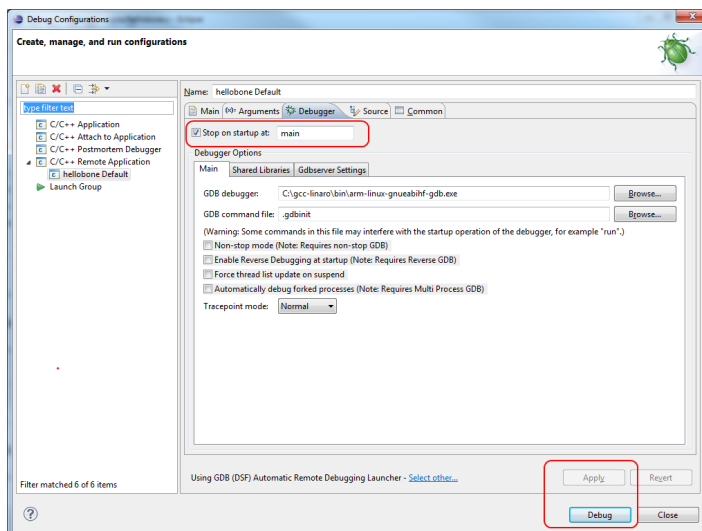 Debug Configurations
Create, manage, and run configurations
type filter text
C/C++ Application
C/C++ Attach to Application
C/C++ Postmortem Debugger
C/C++ Remote Application
hellobone Default
Launch Group
Filter matched 6 of 6 items
Name: hellobone Default
Main Arguments Debugger Source Common
Stop on startup at: main
Debugger Options
Main Shared Libraries Gdbserver Settings
GDB debugger: C:\gcc-linaro\bin\arm-linux-gnueabihf-gdb.exe Browse...
GDB command file: .gdbinit Browse...
(Warning: Some commands in this file may interfere with the startup operation of the debugger, for example "run".)
Non-stop mode (Note: Requires non-stop GDB)
Enable Reverse Debugging at startup (Note: Requires Reverse GDB)
Force thread list update on suspend
Automatically debug forked processes (Note: Requires Multi Process GDB)
Tracepoint mode: Normal
Using GDB (DSF) Automatic Remote Debugging Launcher - Select other...
Apply Revert
? Debug Close